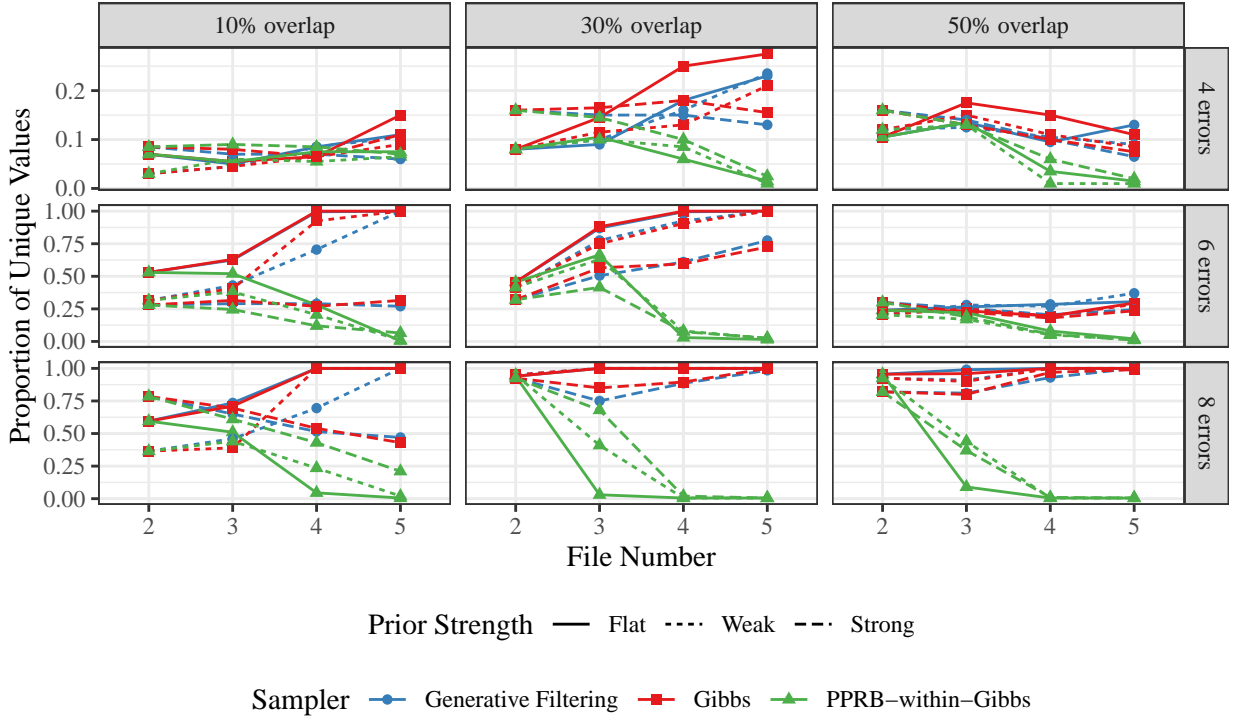 10% overlap
30% overlap
50% overlap
Proportion of Unique Values
0.2
0.1
0.0
4 errors
1.00
0.75
0.50
0.25
0.00
6 errors
1.00
0.75
0.50
0.25
0.00
8 errors
2 3 4 5
2 3 4 5
2 3 4 5
File Number
Prior Strength Flat Weak Strong
Sampler Generative Filtering Gibbs PPRB−within−Gibbs